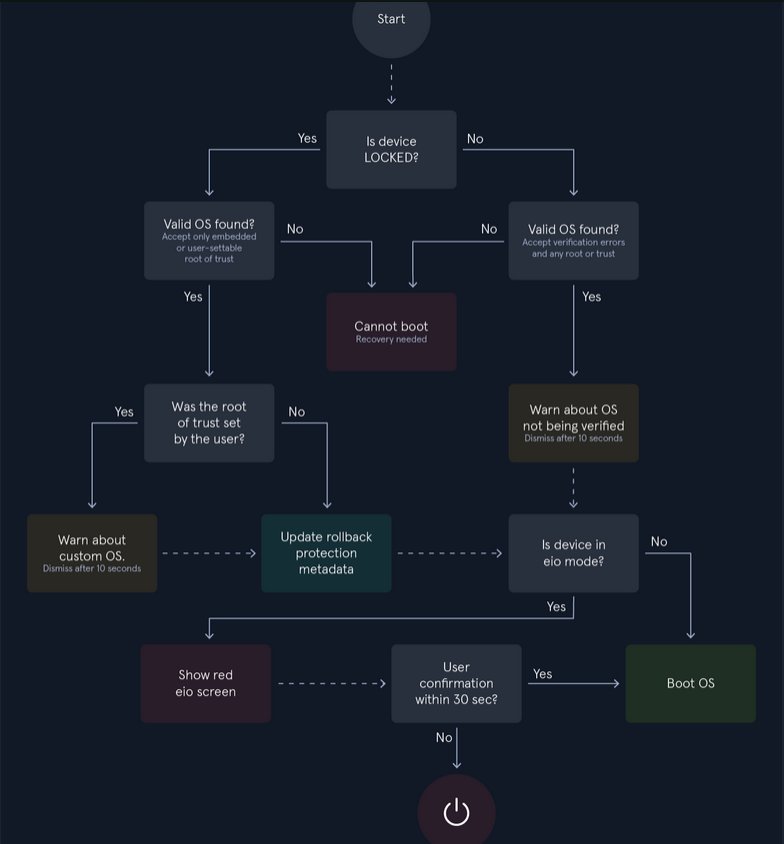 Start
Is device
LOCKED?
Yes
No
Valid OS found?
Accept only embedded
or user-settable
root of trust
No
No
Valid OS found?
Accept verification errors
and any root or trust
Yes
Cannot boot
Recovery needed
Yes
Was the root
of trust set
by the user?
Yes
No
Warn about OS
not being verified
Dismiss after 10 seconds
Warn about
custom OS.
Dismiss after 10 seconds
Update rollback
protection
metadata
Is device in
eio mode?
No
Yes
Show red
eio screen
User
confirmation
within 30 sec?
Yes
Boot OS
No